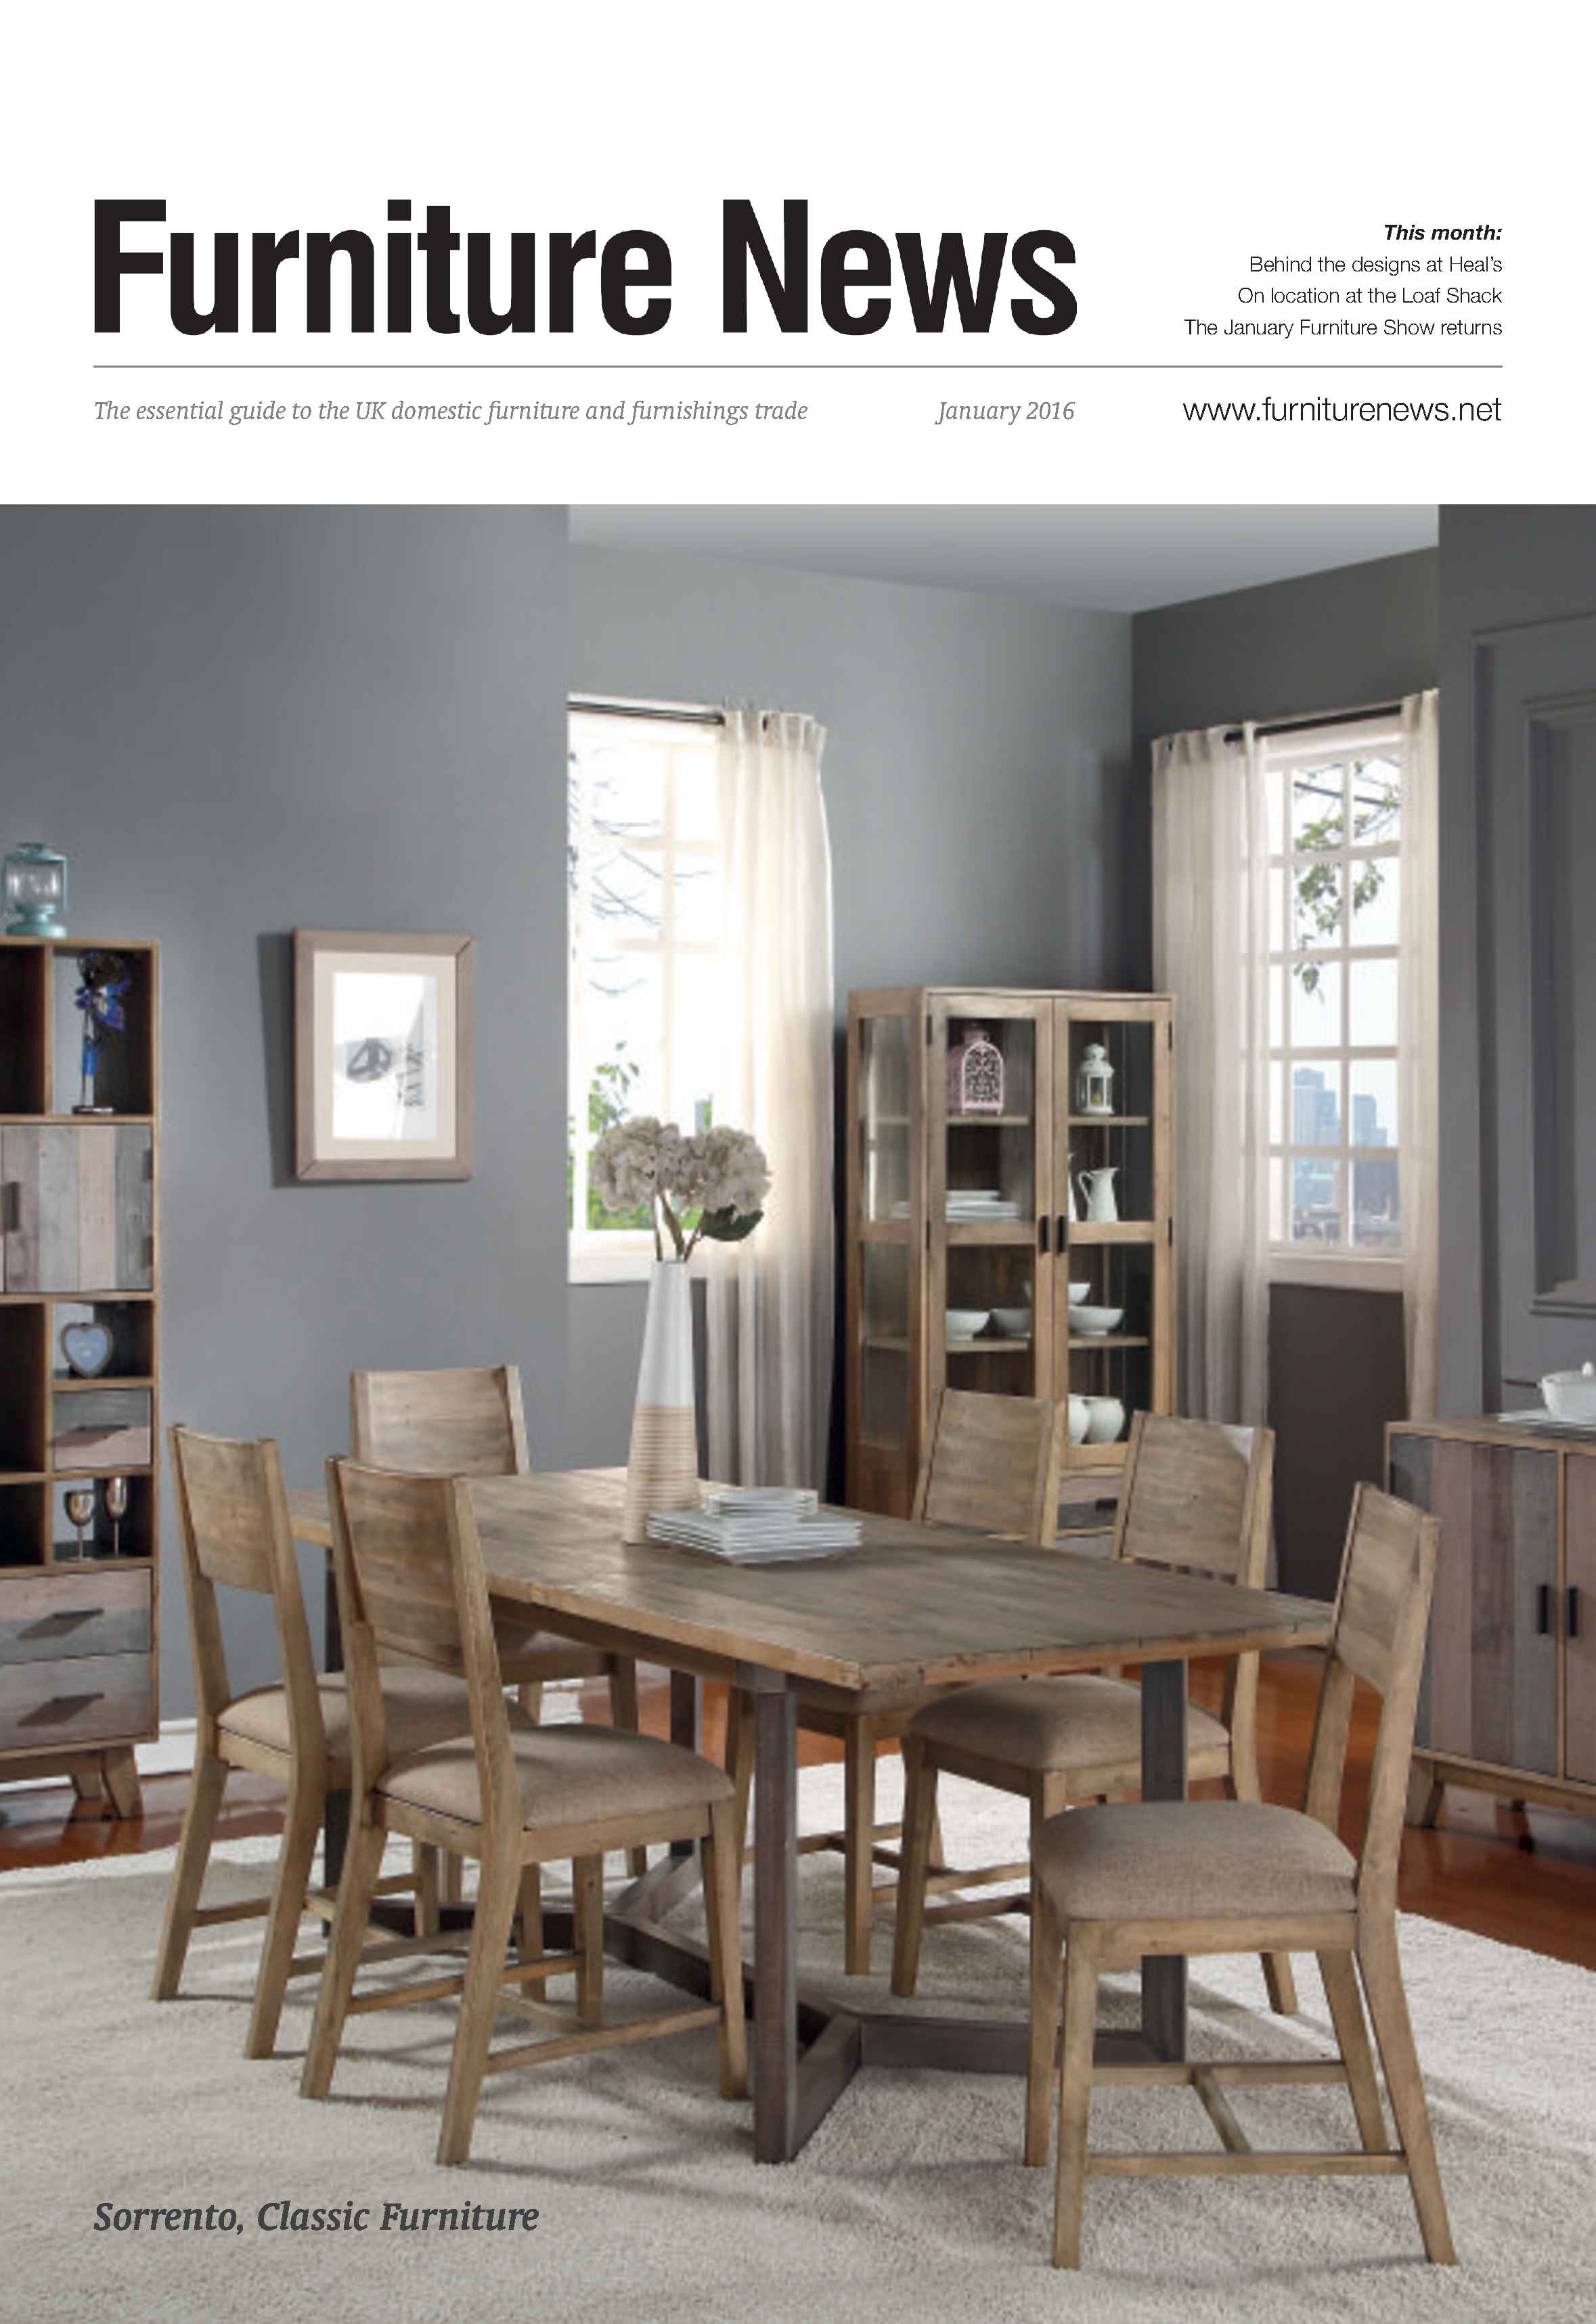 Furniture News
This month:
Behind the designs at Heal's
On location at the Loaf Shack
The January Furniture Show returns
The essential guide to the UK domestic furniture and furnishings trade
January 2016
www.furniturenews.net
Sorrento, Classic Furniture